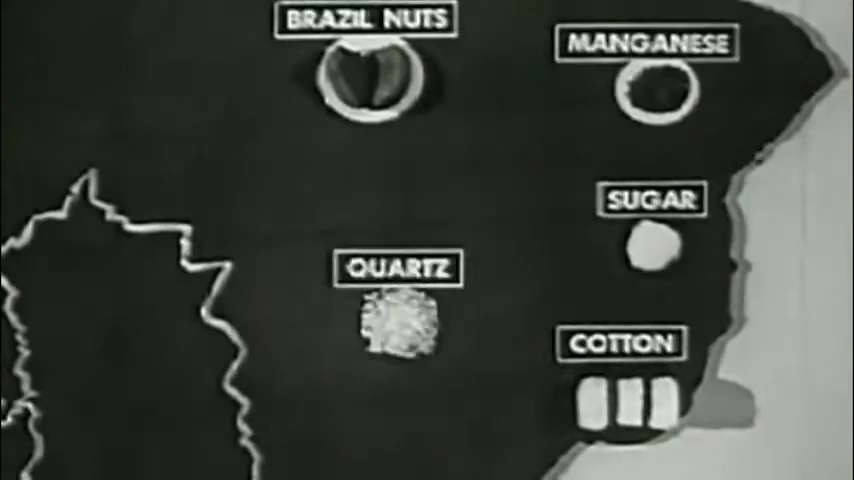 BRAZIL NUTS
MANGANESE
SUGAR
QUARTZ
COTTON